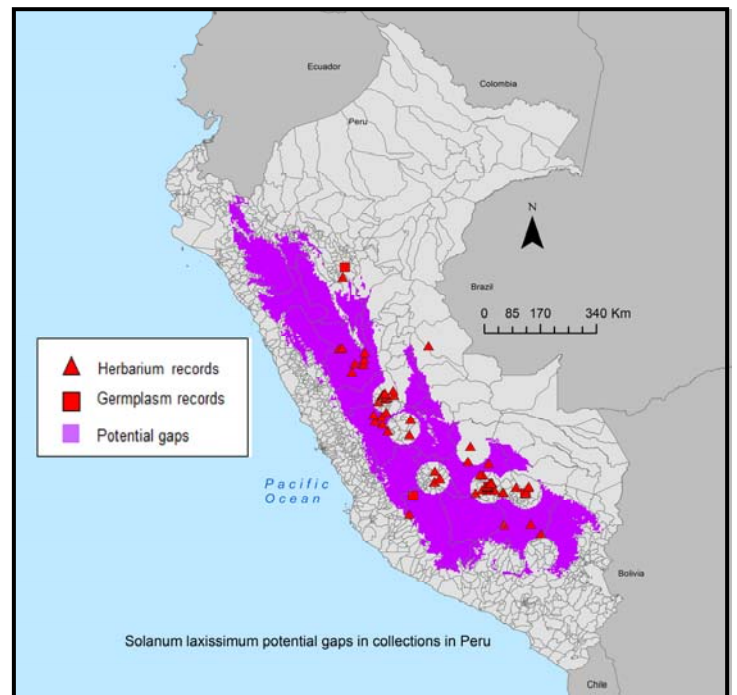 Ecuador
Colombia
Peru
N
Brazil
0 85 170 340 Km
Herbarium records
Germplasm records
Potential gaps
Pacific
Ocean
Bolivia
Solanum laxissimum potential gaps in collections in Peru
Chile